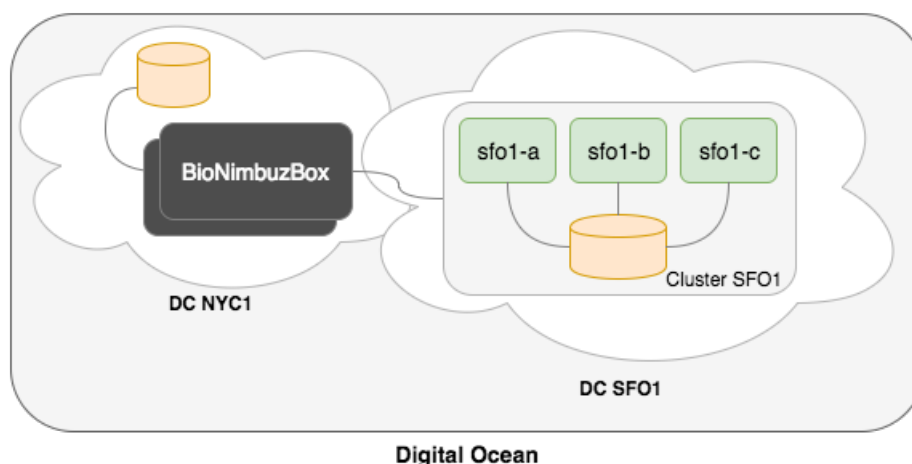 BioNimbuzBox
sfo1-a
sfo1-b
sfo1-c
Cluster SFO1
DC NYC1
DC SFO1
Digital Ocean